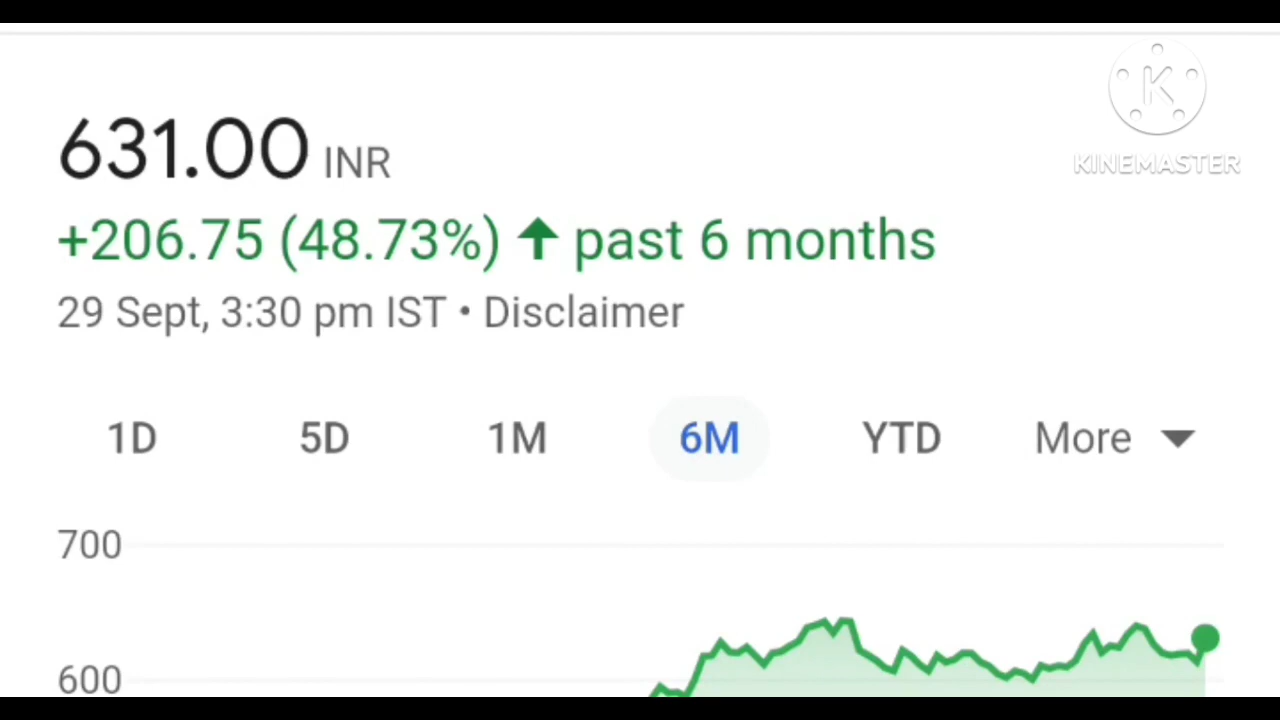 K
KINEMASTER
631.00 INR
+206.75 (48.73%) ↑ past 6 months
29 Sept, 3:30 pm IST • Disclaimer
1D 5D 1M 6M YTD More
700
600